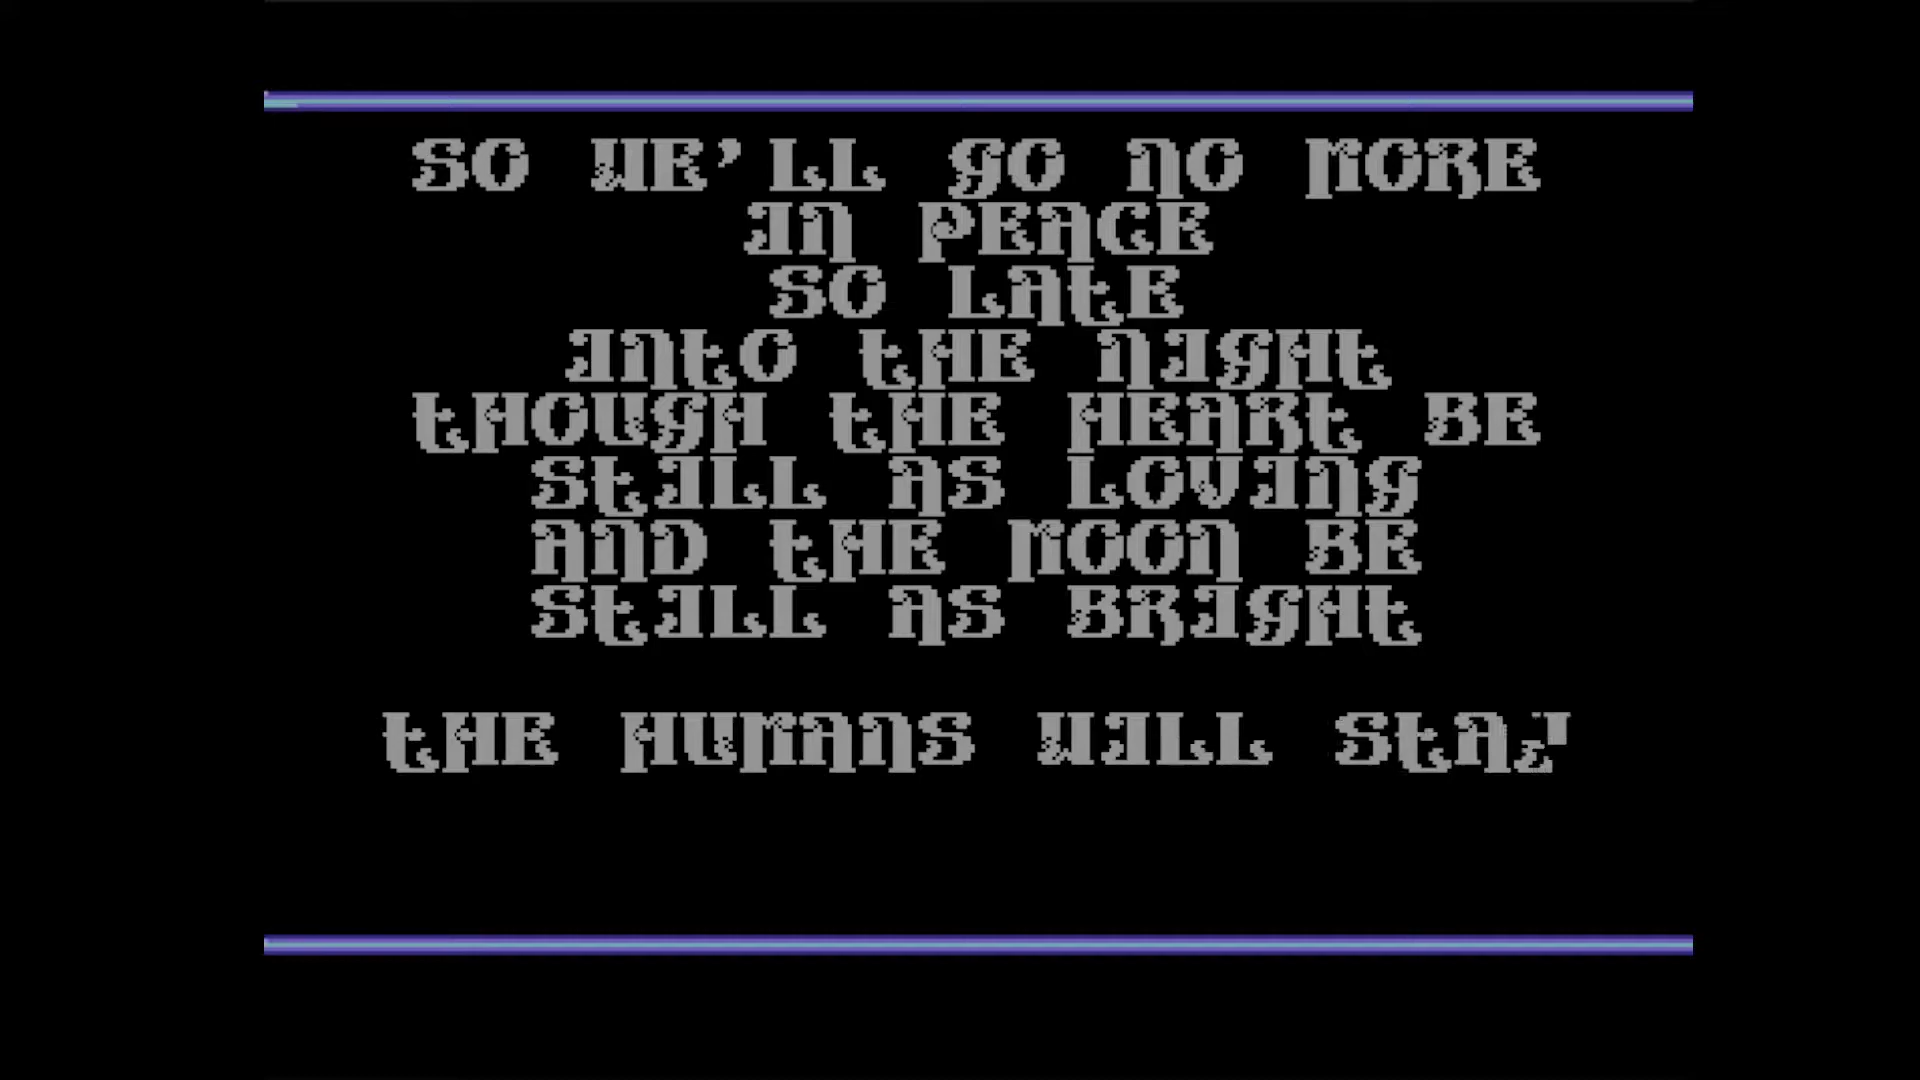 SO WE'LL GO NO MORE
IN PEACE
SO LATE
INTO THE NIGHT
THOUGH THE HEART BE
STILL AS LOVING
AND THE MOON BE
STILL AS BRIGHT
THE HUMANS WILL STAY